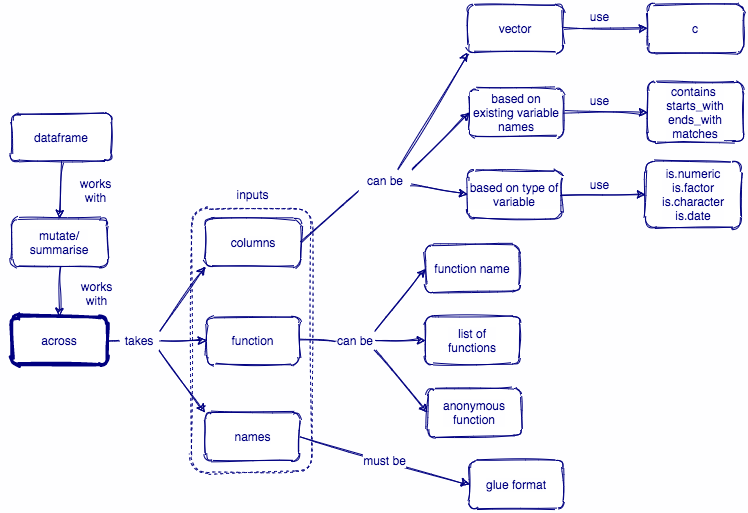 dataframe
works
with
mutate/
summarise
works
with
across
takes
inputs
columns
function
names
can be
vector
use
c
based on
existing variable
names
use
contains
starts_with
ends_with
matches
based on type of
variable
use
is.numeric
is.factor
is.character
is.date
can be
function name
list of
functions
anonymous
function
must be
glue format